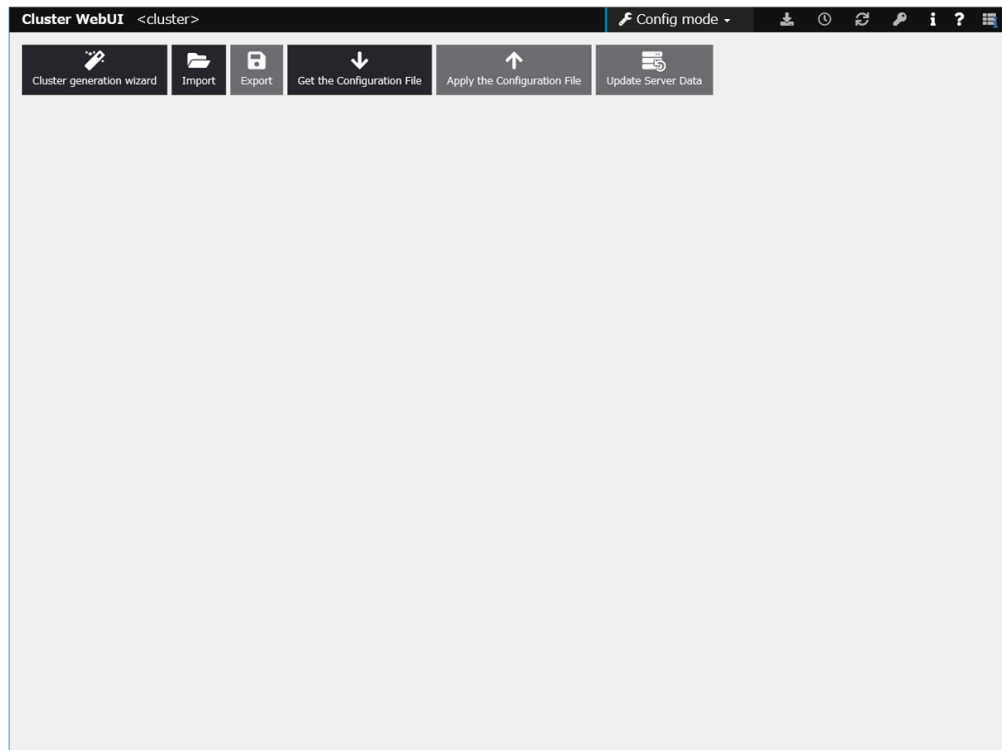 Cluster WebUI <cluster> Config mode
Cluster generation wizard Import Export Get the Configuration File Apply the Configuration File Update Server Data